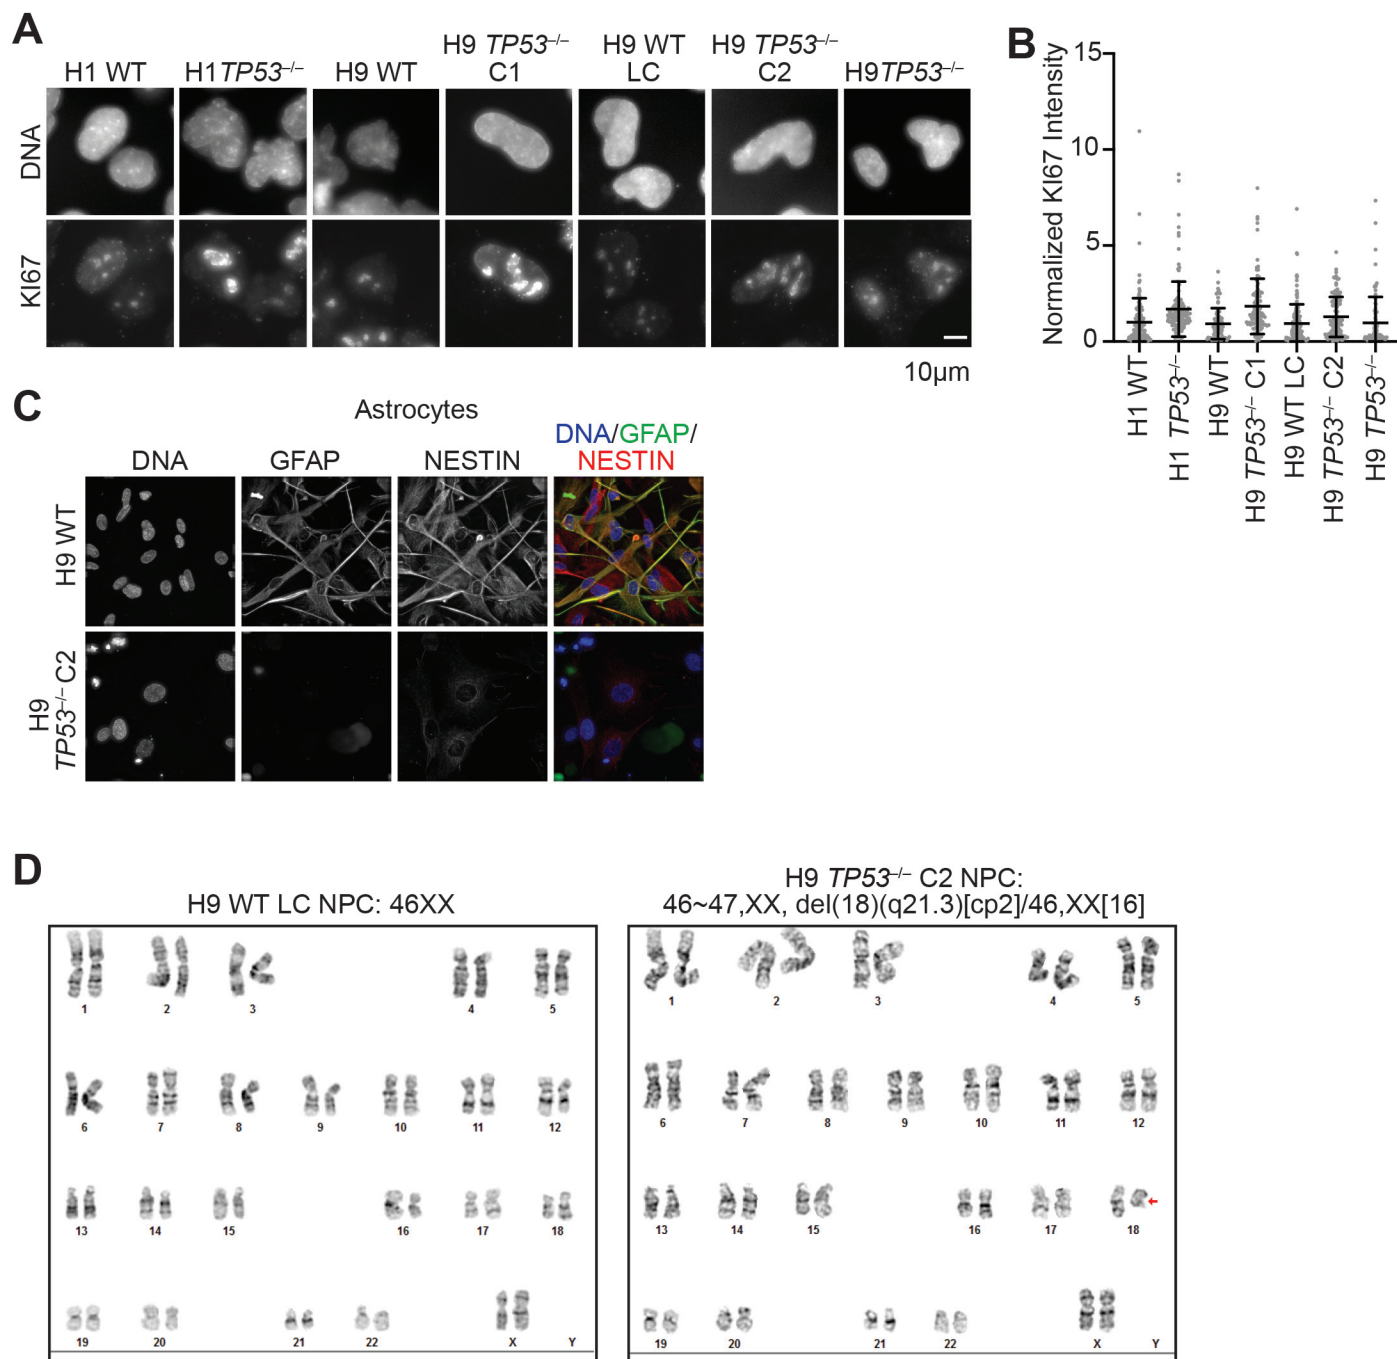 A
H1 WT
H1 TP53–/–
H9 WT
H9 TP53–/–
C1
H9 WT
LC
H9 TP53–/–
C2
H9TP53–/–
DNA
KI67
10µm
B
Normalized KI67 Intensity
15
10
5
0
H1 WT
H1 TP53–/–
H9 WT
H9 TP53–/– C1
H9 WT LC
H9 TP53–/– C2
H9 TP53–/–
C
Astrocytes
DNA
GFAP
NESTIN
DNA/GFAP/
NESTIN
H9 WT
H9
TP53–/– C2
D
H9 WT LC NPC: 46XX
1 2 3 4 5
6 7 8 9 10 11 12
13 14 15 16 17 18
19 20 21 22 X Y
H9 TP53–/– C2 NPC:
46~47,XX, del(18)(q21.3)[cp2]/46,XX[16]
1 2 3 4 5
6 7 8 9 10 11 12
13 14 15 16 17 18
19 20 21 22 X Y